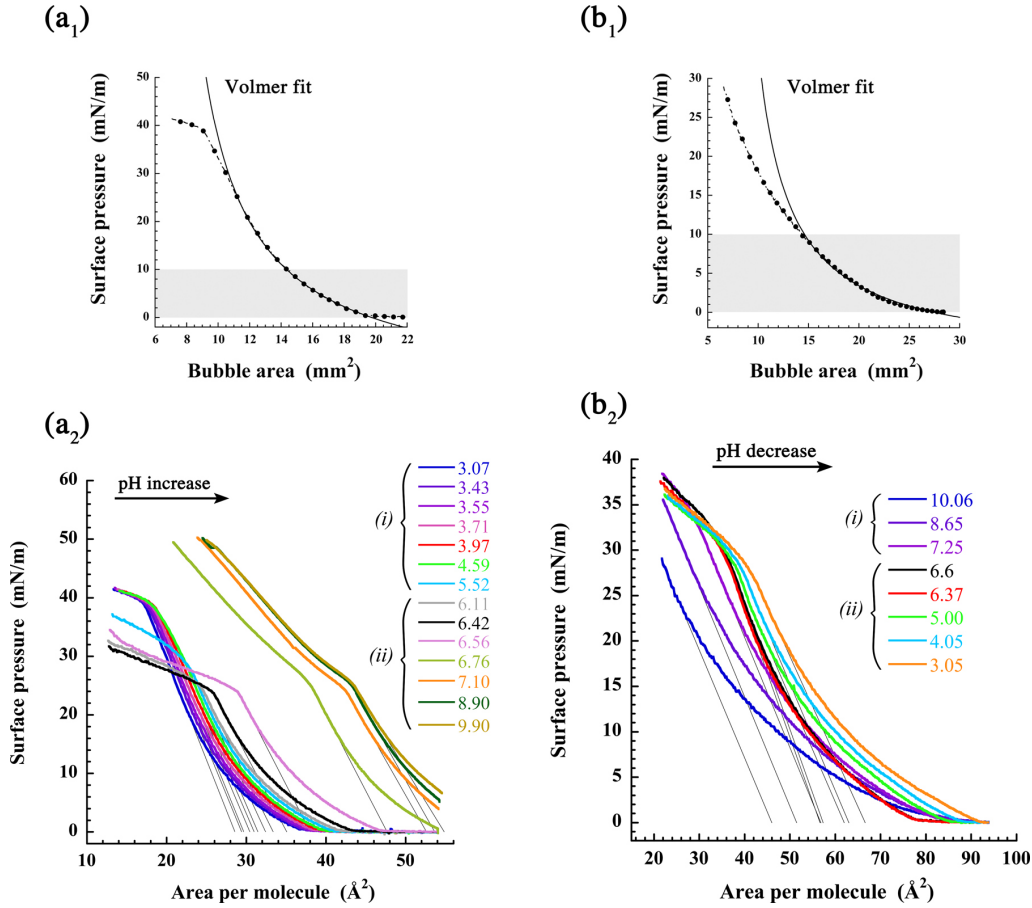 (a₁)
Volmer fit
Surface pressure (mN/m)
50
40
30
20
10
0
6 8 10 12 14 16 18 20 22
Bubble area (mm²)
(b₁)
Volmer fit
Surface pressure (mN/m)
30
25
20
15
10
5
0
5 10 15 20 25 30
Bubble area (mm²)
(a₂)
pH increase
Surface pressure (mN/m)
60
50
40
30
20
10
0
10 20 30 40 50
Area per molecule (Å²)
(i)
3.07
3.43
3.55
3.71
3.97
4.59
5.52
(ii)
6.11
6.42
6.56
6.76
7.10
8.90
9.90
(b₂)
pH decrease
Surface pressure (mN/m)
40
35
30
25
20
15
10
5
0
20 30 40 50 60 70 80 90 100
Area per molecule (Å²)
(i)
10.06
8.65
7.25
(ii)
6.6
6.37
5.00
4.05
3.05